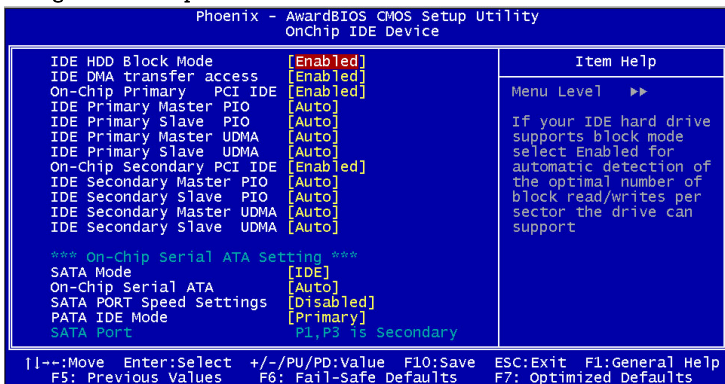 Phoenix - AwardBIOS CMOS Setup Utility
OnChip IDE Device
IDE HDD Block Mode [Enabled]
IDE DMA transfer access [Enabled]
On-Chip Primary PCI IDE [Enabled]
IDE Primary Master PIO [Auto]
IDE Primary Slave PIO [Auto]
IDE Primary Master UDMA [Auto]
IDE Primary Slave UDMA [Auto]
On-Chip Secondary PCI IDE [Enabled]
IDE Secondary Master PIO [Auto]
IDE Secondary Slave PIO [Auto]
IDE Secondary Master UDMA [Auto]
IDE Secondary Slave UDMA [Auto]
*** On-Chip Serial ATA Setting ***
SATA Mode [IDE]
On-Chip Serial ATA [Auto]
SATA PORT Speed Settings [Disabled]
PATA IDE Mode [Primary]
SATA Port P1,P3 is Secondary
Item Help
Menu Level ▸▸
If your IDE hard drive
supports block mode
select Enabled for
automatic detection of
the optimal number of
block read/writes per
sector the drive can
support
↑↓→←:Move Enter:Select +/-/PU/PD:Value F10:Save ESC:Exit F1:General Help
F5: Previous Values F6: Fail-Safe Defaults F7: Optimized Defaults